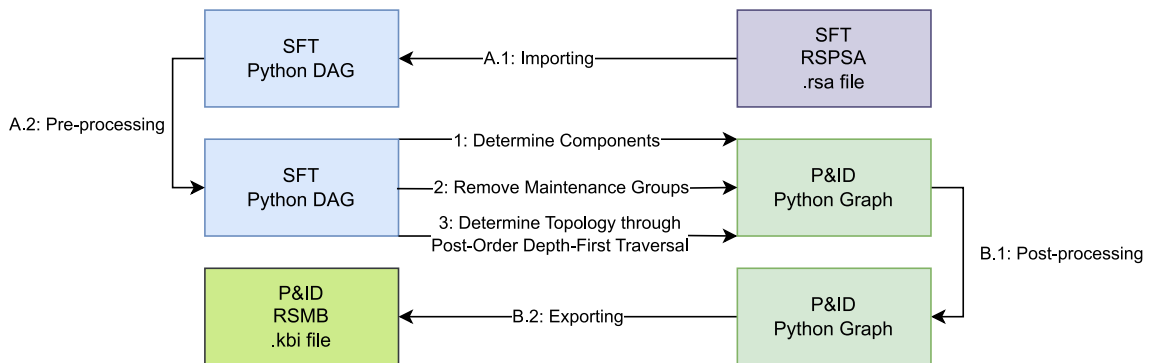 SFT
Python DAG
A.1: Importing
SFT
RSPSA
.rsa file
A.2: Pre-processing
SFT
Python DAG
1: Determine Components
2: Remove Maintenance Groups
3: Determine Topology through
Post-Order Depth-First Traversal
P&ID
Python Graph
B.1: Post-processing
P&ID
RSMB
.kbi file
B.2: Exporting
P&ID
Python Graph